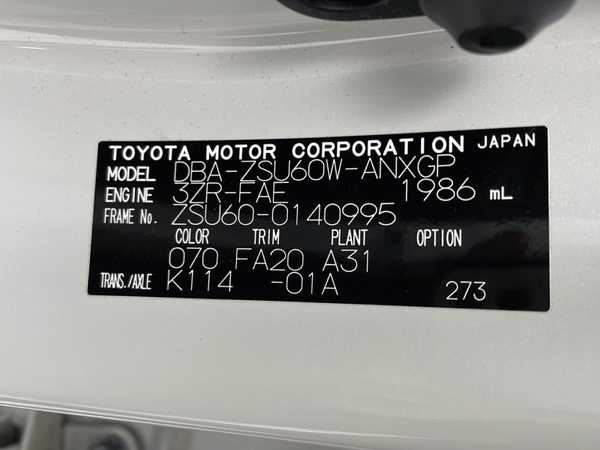 TOYOTA MOTOR CORPORATION JAPAN
MODEL DBA-ZSU60W-ANXGP
ENGINE 3ZR-FAE 1986 mL
FRAME No. ZSU60-0140995
COLOR TRIM PLANT OPTION
070 FA20 A31
TRANS./AXLE K114 -01A 273